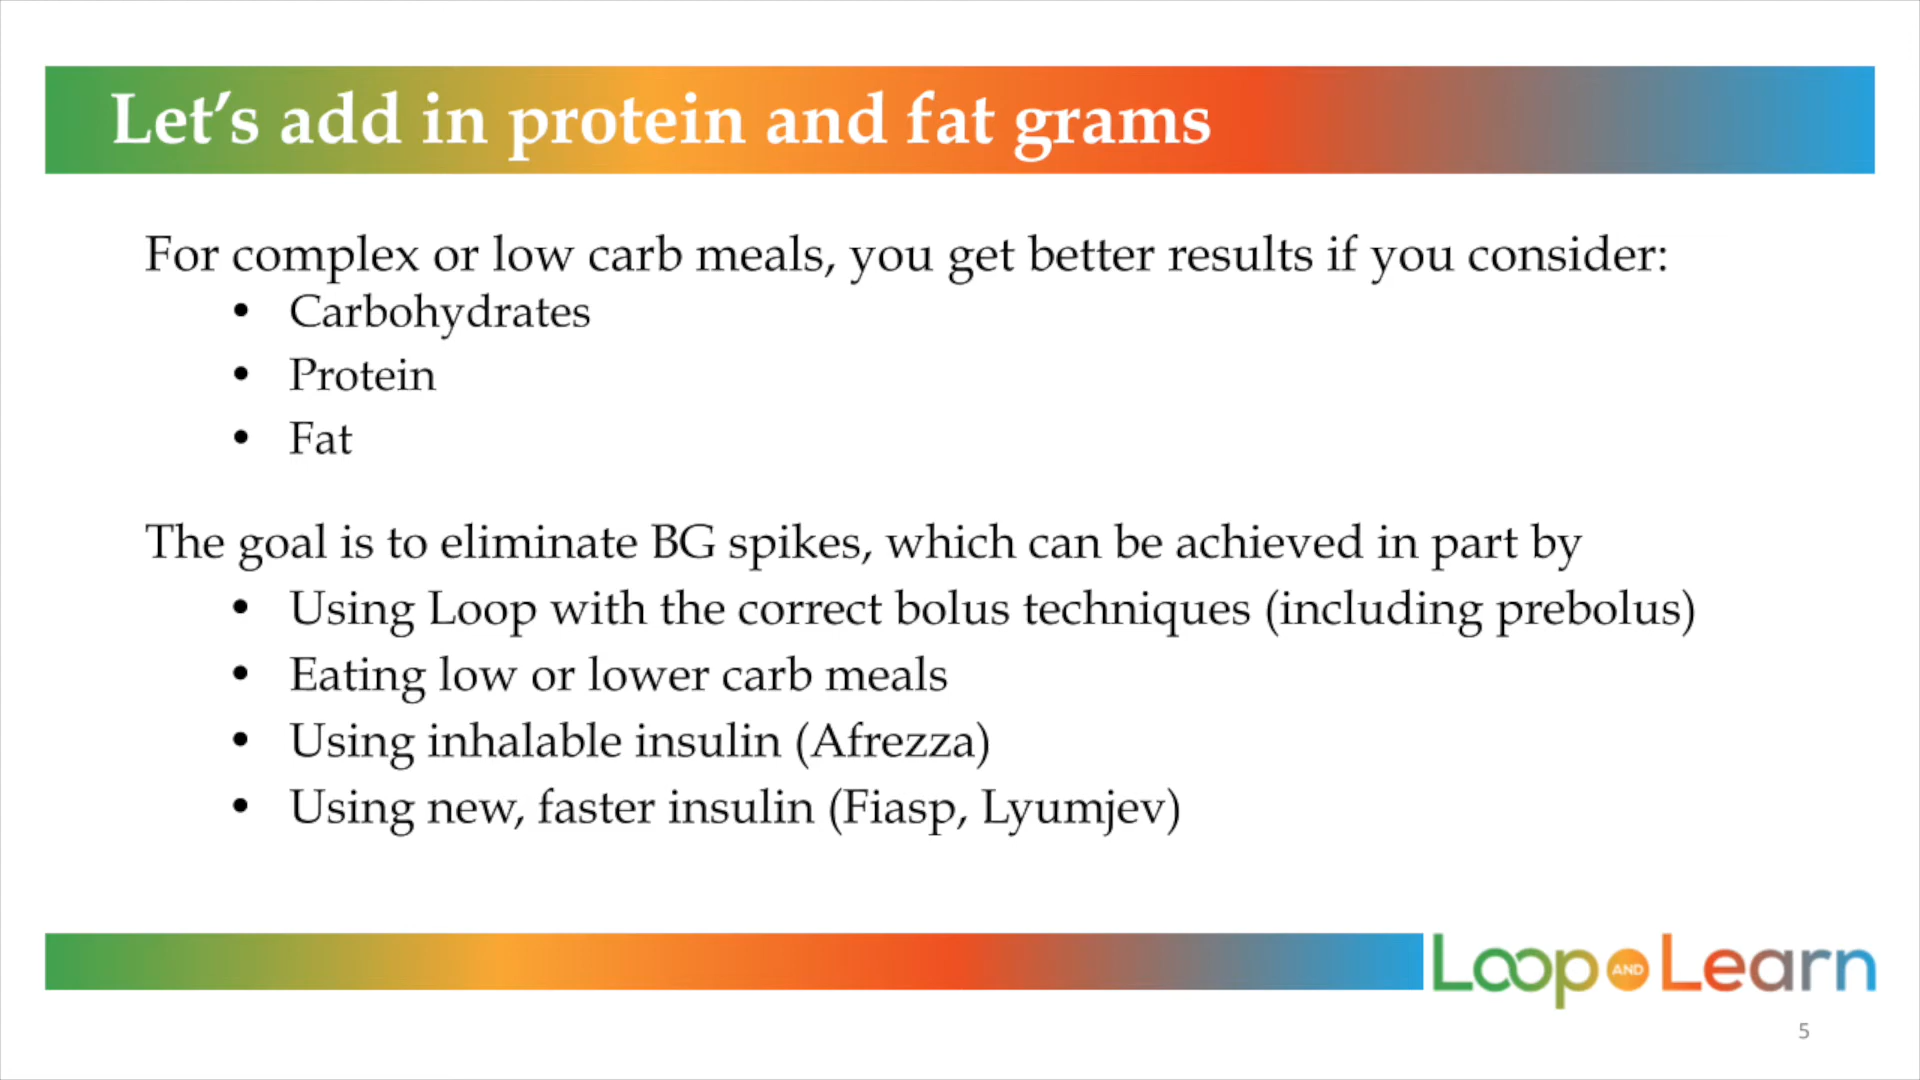 Let’s add in protein and fat grams
For complex or low carb meals, you get better results if you consider:
• Carbohydrates
• Protein
• Fat
The goal is to eliminate BG spikes, which can be achieved in part by
• Using Loop with the correct bolus techniques (including prebolus)
• Eating low or lower carb meals
• Using inhalable insulin (Afrezza)
• Using new, faster insulin (Fiasp, Lyumjev)
Loop AND Learn
5